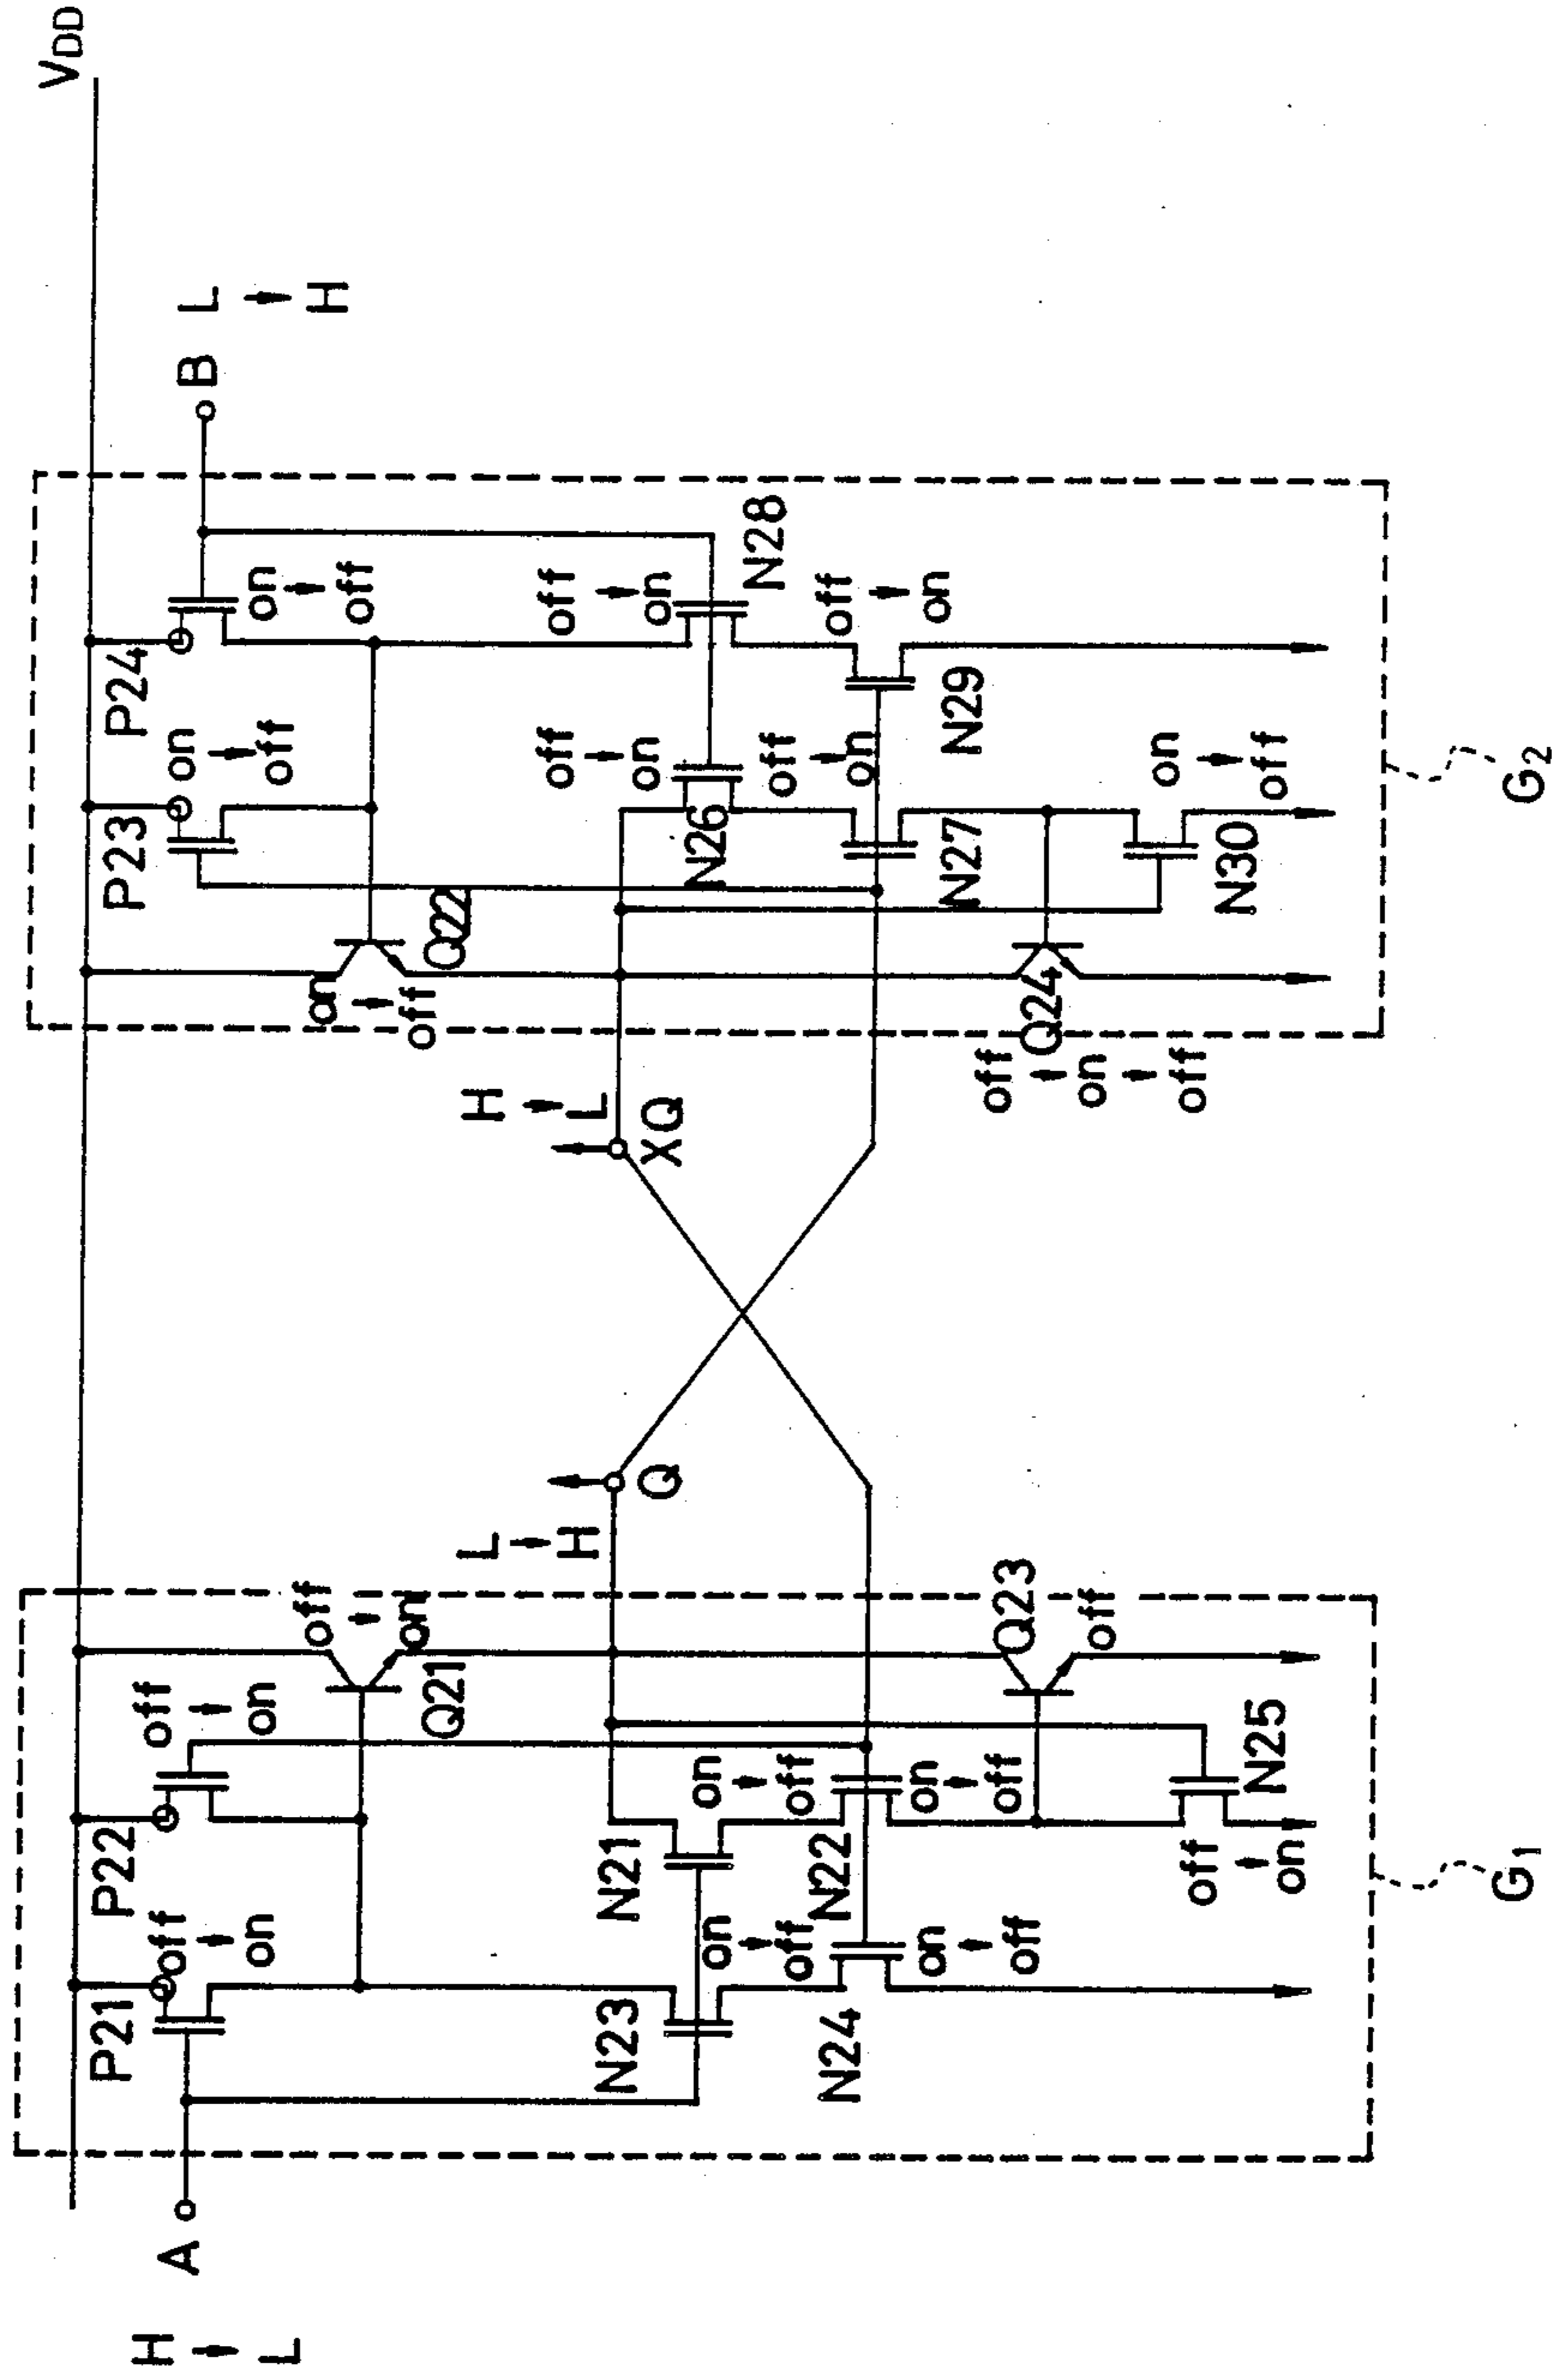 VDD
H → L
A
P21
off → on
P22
off → on
off → on
Q21
N23
on → off
N21
on → off
N24
on → off
N22
on → off
Q23
off
N25
off → on
G1
L → H
Q
H → L
XQ
on → off
Q22
P23
on → off
P24
on → off
B
L → H
off → on
N26
off → on
N28
off → on
N27
off → on
N29
Q24
off → on → off
on → off
N30
G2